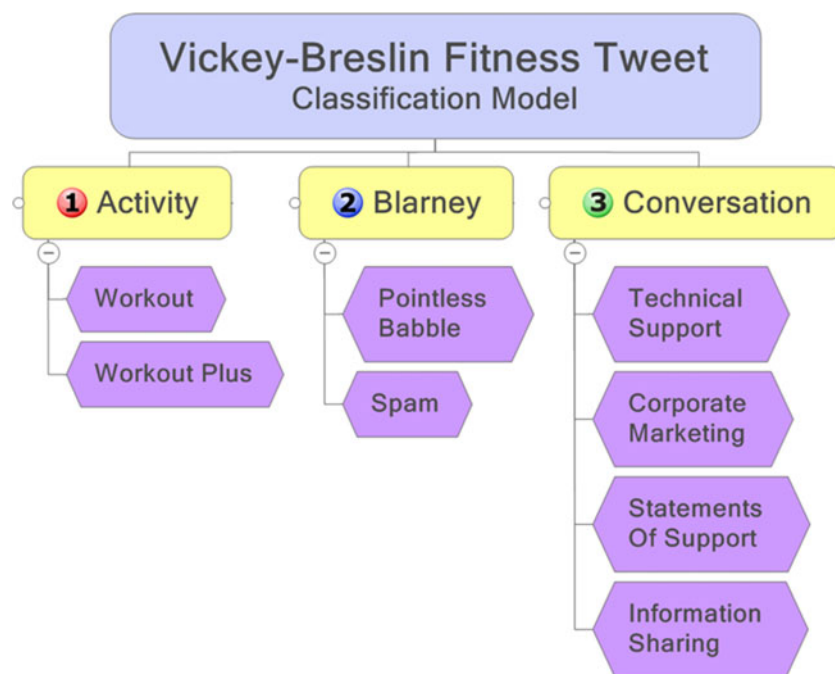 Vickey-Breslin Fitness Tweet
Classification Model
1 Activity
2 Blarney
3 Conversation
Workout
Workout Plus
Pointless
Babble
Spam
Technical
Support
Corporate
Marketing
Statements
Of Support
Information
Sharing